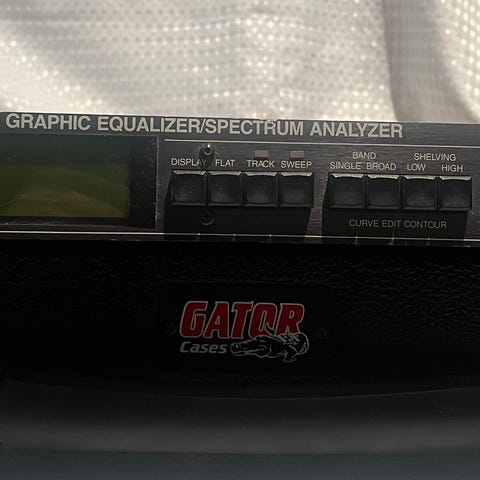 GRAPHIC EQUALIZER/SPECTRUM ANALYZER
DISPLAY FLAT TRACK SWEEP
BAND SHELVING
SINGLE BROAD LOW HIGH
CURVE EDIT CONTOUR
GATOR
Cases